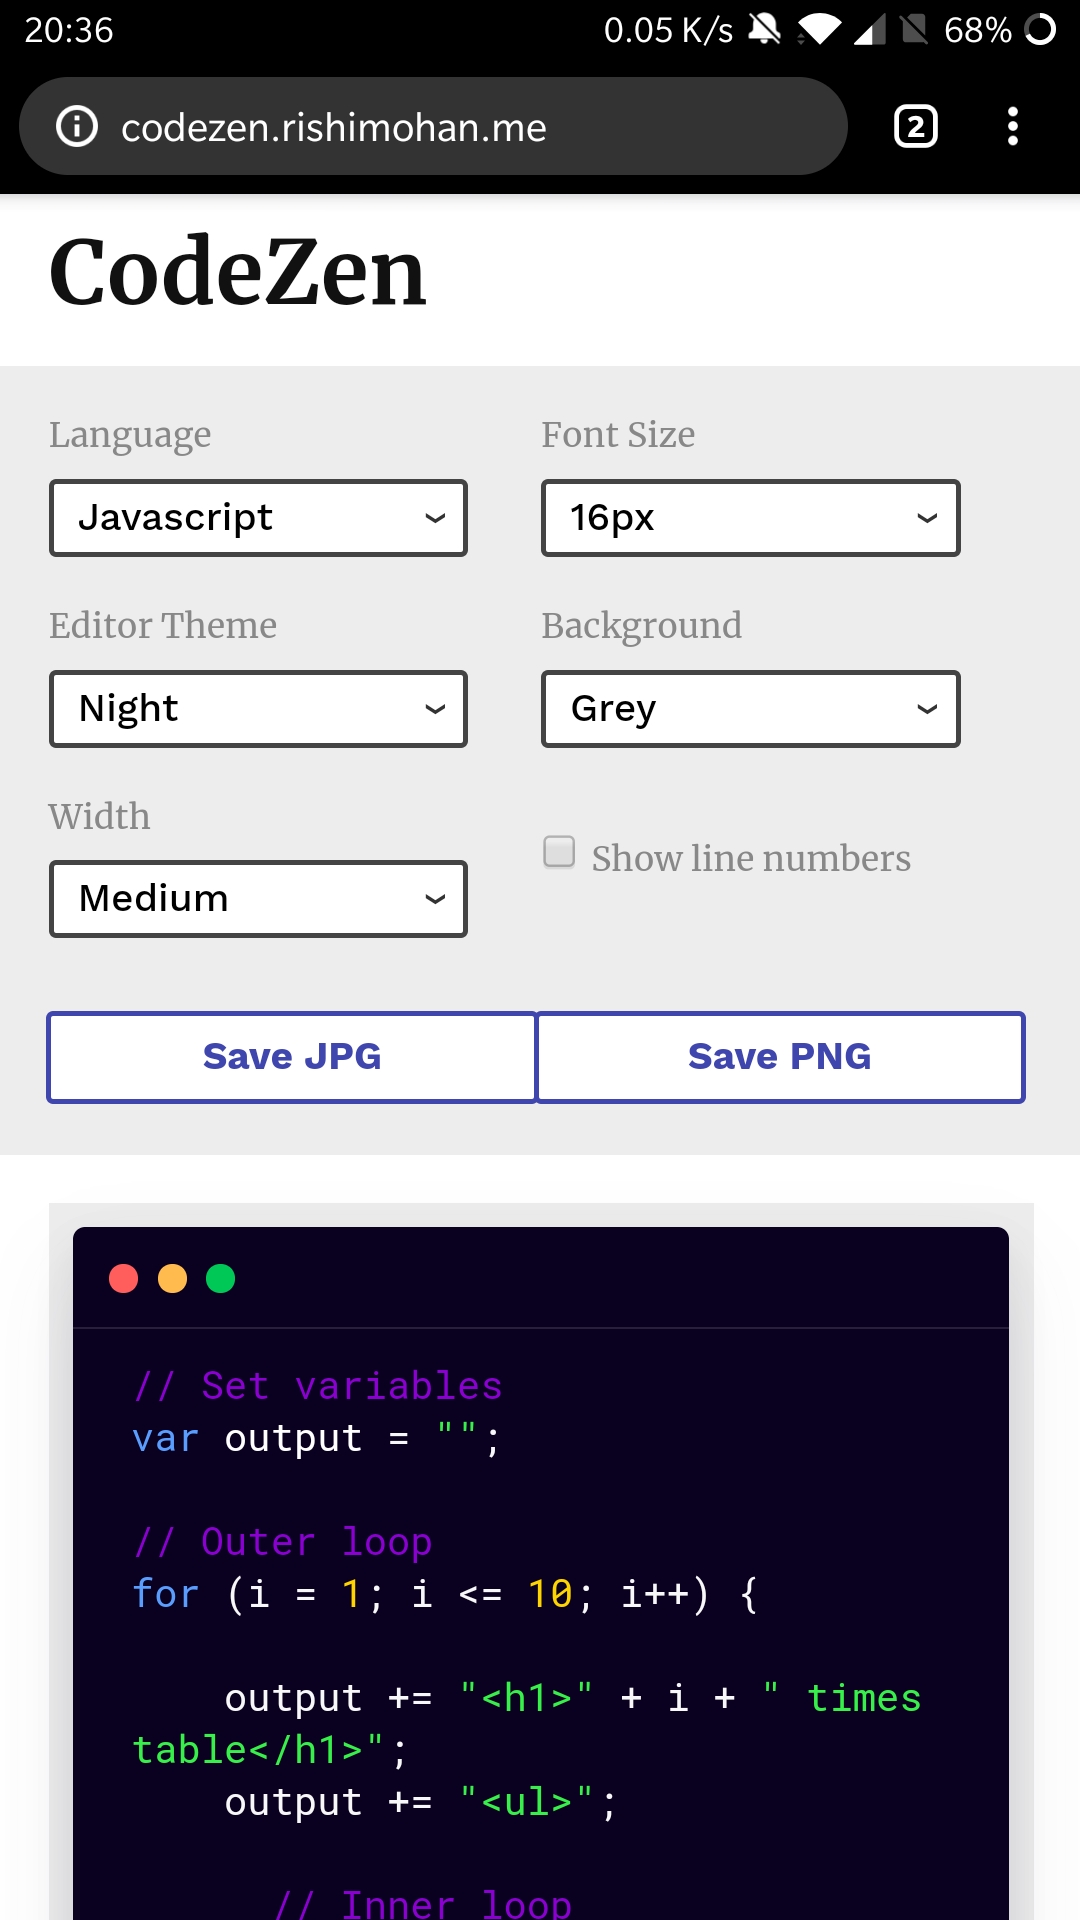 20:36 0.05 K/s 68%
codezen.rishimohan.me 2
CodeZen
Language Font Size
Javascript 16px
Editor Theme Background
Night Grey
Width
Show line numbers
Medium
Save JPG Save PNG
// Set variables
var output = "";
// Outer loop
for (i = 1; i <= 10; i++) {
output += "<h1>" + i + " times
table</h1>";
output += "<ul>";
// Inner loop